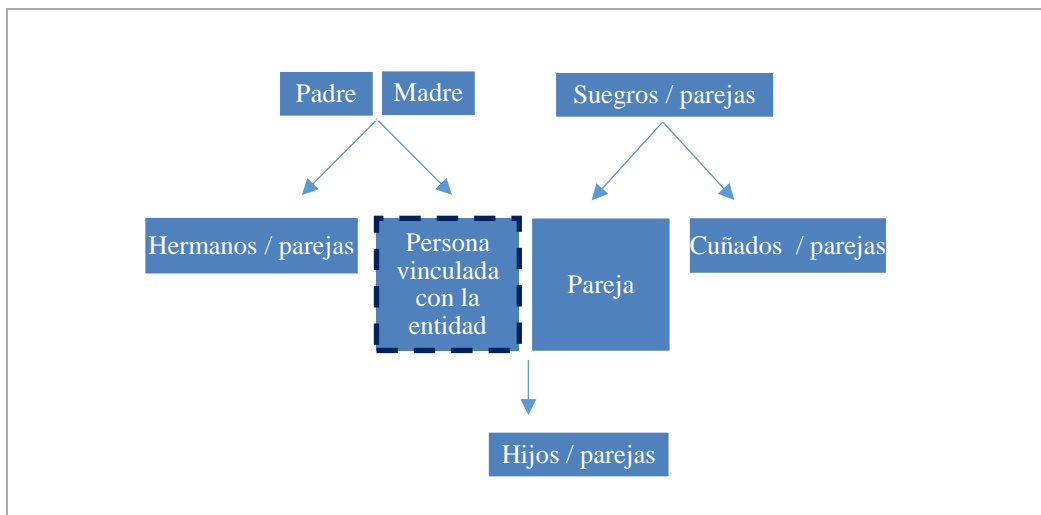 Padre
Madre
Suegros / parejas
Hermanos / parejas
Persona
vinculada
con la
entidad
Pareja
Cuñados  / parejas
Hijos / parejas